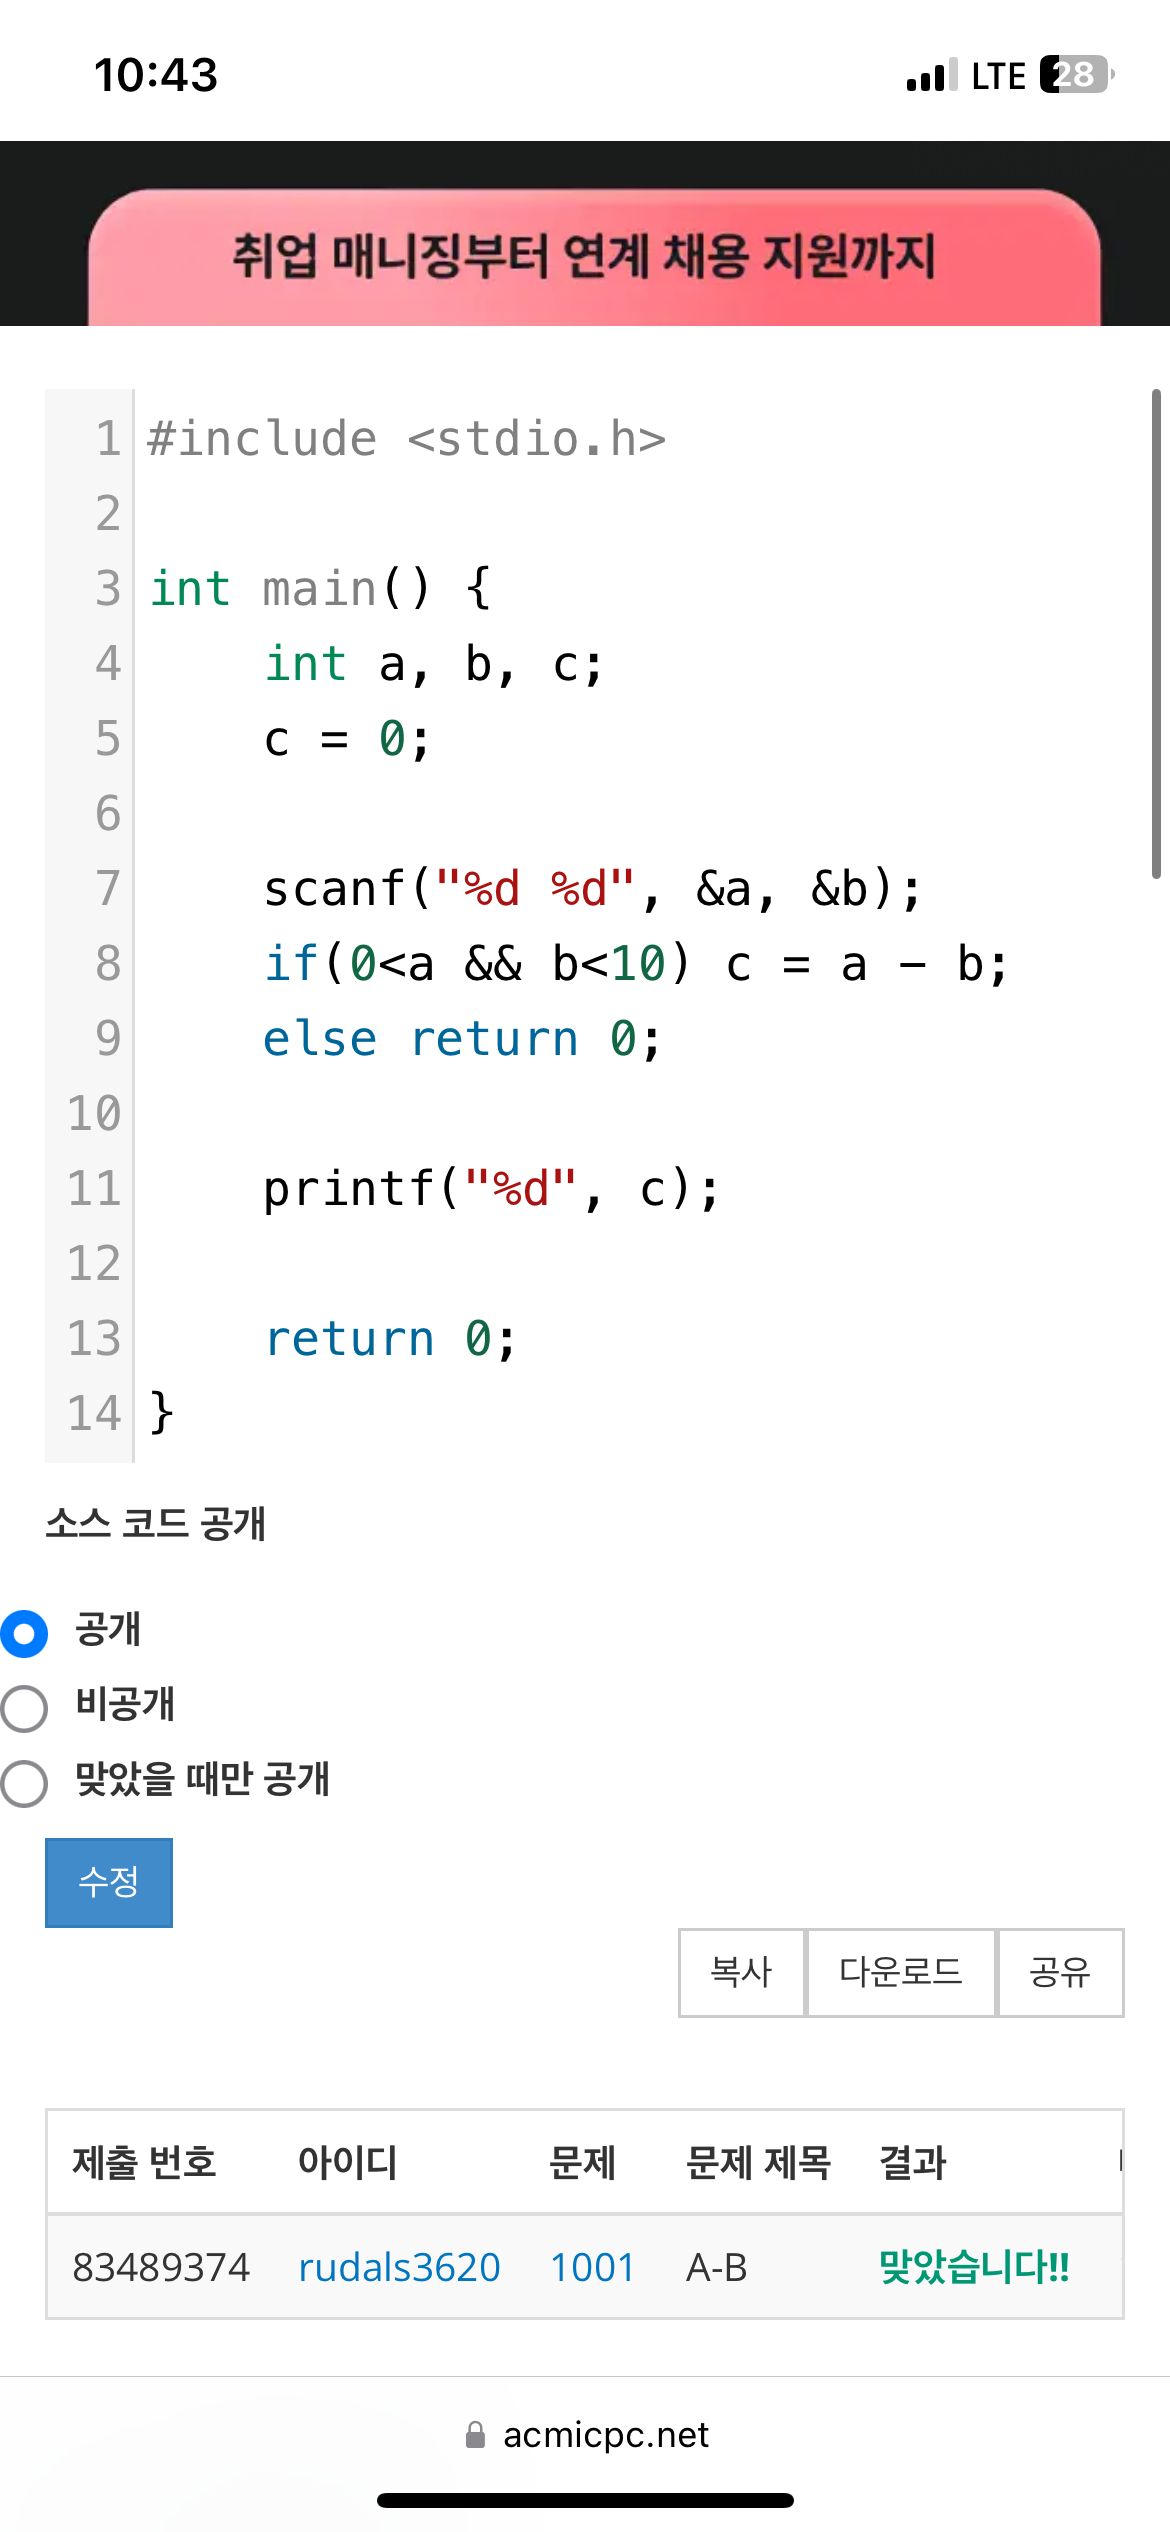 10:43
LTE 28
취업 매니징부터 연계 채용 지원까지
1 #include <stdio.h>
2
3 int main() {
4     int a, b, c;
5     c = 0;
6
7     scanf("%d %d", &a, &b);
8     if(0<a && b<10) c = a - b;
9     else return 0;
10
11     printf("%d", c);
12
13     return 0;
14 }
소스 코드 공개
공개
비공개
맞았을 때만 공개
수정
복사 다운로드 공유
제출 번호 아이디 문제 문제 제목 결과
83489374 rudals3620 1001 A-B 맞았습니다!!
acmicpc.net